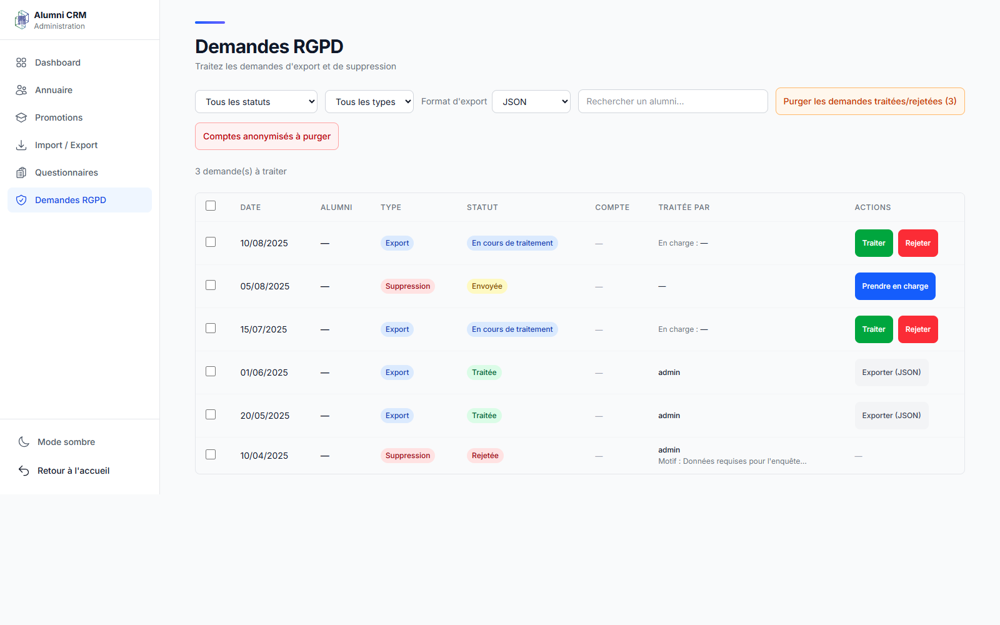 Alumni CRM
Administration
Dashboard
Annuaire
Promotions
Import / Export
Questionnaires
Demandes RGPD
Mode sombre
Retour à l'accueil
Demandes RGPD
Traitez les demandes d'export et de suppression
Tous les statuts Tous les types Format d'export JSON Rechercher un alumni... Purger les demandes traitées/rejetées (3)
Comptes anonymisés à purger
3 demande(s) à traiter
DATE ALUMNI TYPE STATUT COMPTE TRAITÉE PAR ACTIONS
10/08/2025 — Export En cours de traitement — En charge : — Traiter Rejeter
05/08/2025 — Suppression Envoyée — — Prendre en charge
15/07/2025 — Export En cours de traitement — En charge : — Traiter Rejeter
01/06/2025 — Export Traitée — admin Exporter (JSON)
20/05/2025 — Export Traitée — admin Exporter (JSON)
10/04/2025 — Suppression Rejetée — admin —
Motif : Données requises pour l'enquête...